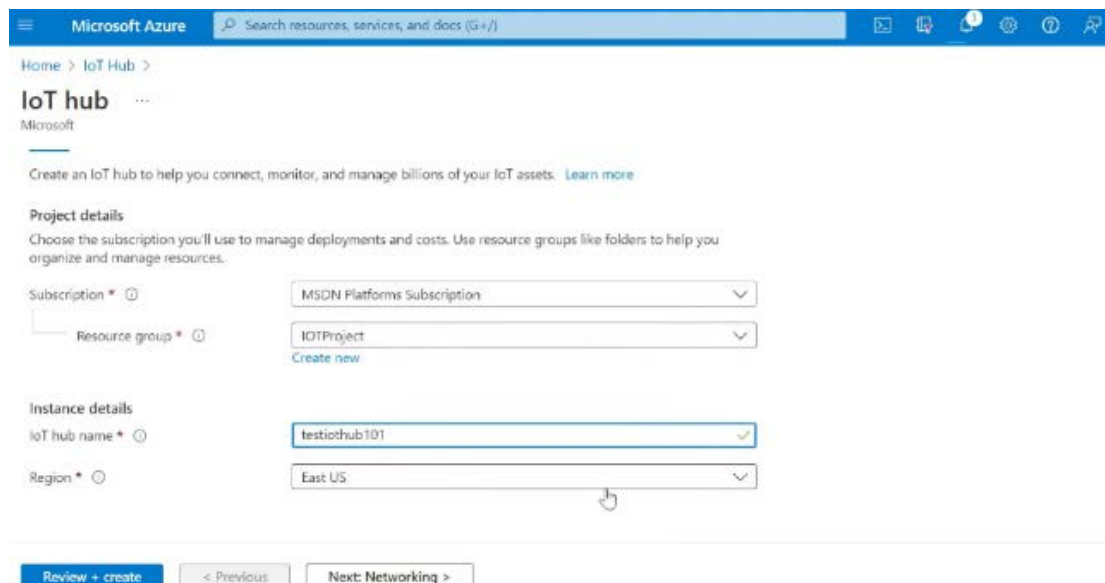 Microsoft Azure
Search resources, services, and docs (G+/)
1
Home > IoT Hub >
IoT hub ...
Microsoft
Create an IoT hub to help you connect, monitor, and manage billions of your IoT assets. Learn more
Project details
Choose the subscription you'll use to manage deployments and costs. Use resource groups like folders to help you
organize and manage resources.
Subscription *
MSDN Platforms Subscription
Resource group *
IOTProject
Create new
Instance details
IoT hub name *
testiothub101
Region *
East US
Review + create
< Previous
Next: Networking >